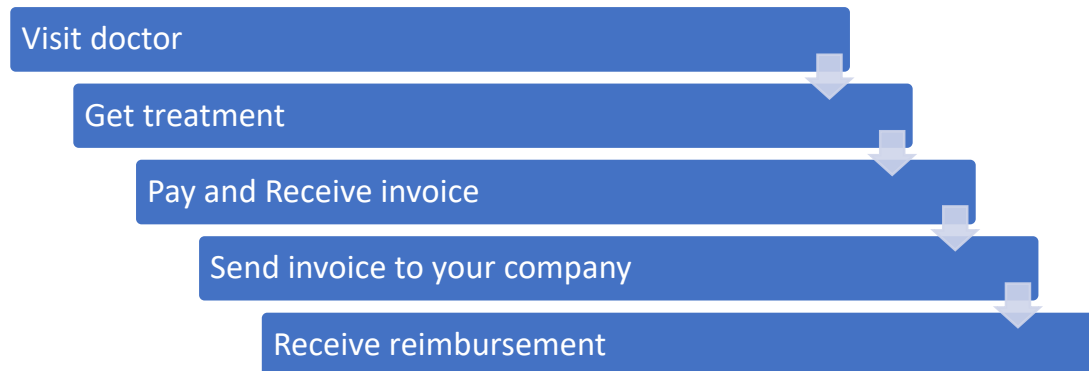 Visit doctor
Get treatment
Pay and Receive invoice
Send invoice to your company
Receive reimbursement